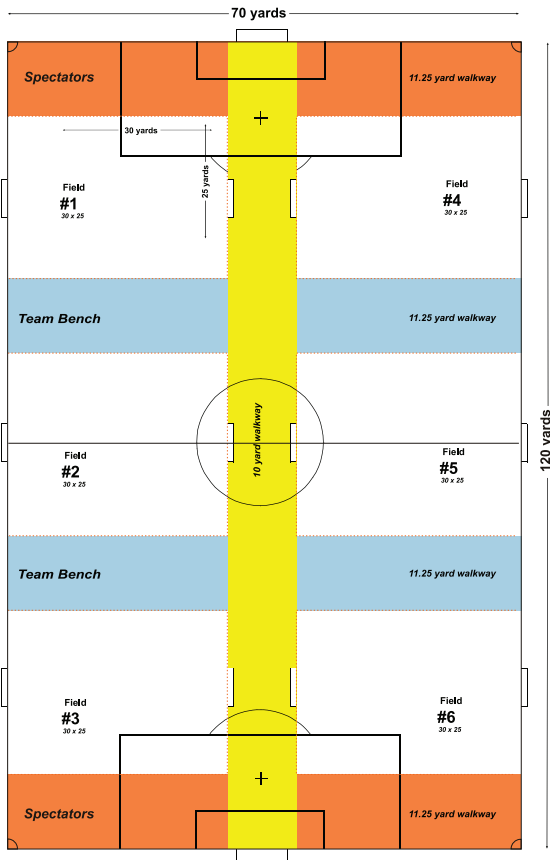 70 yards
Spectators
11.25 yard walkway
30 yards
25 yards
Field
#1
30 x 25
Field
#4
30 x 25
Team Bench
11.25 yard walkway
10 yard walkway
120 yards
Field
#2
30 x 25
Field
#5
30 x 25
Team Bench
11.25 yard walkway
Field
#3
30 x 25
Field
#6
30 x 25
Spectators
11.25 yard walkway